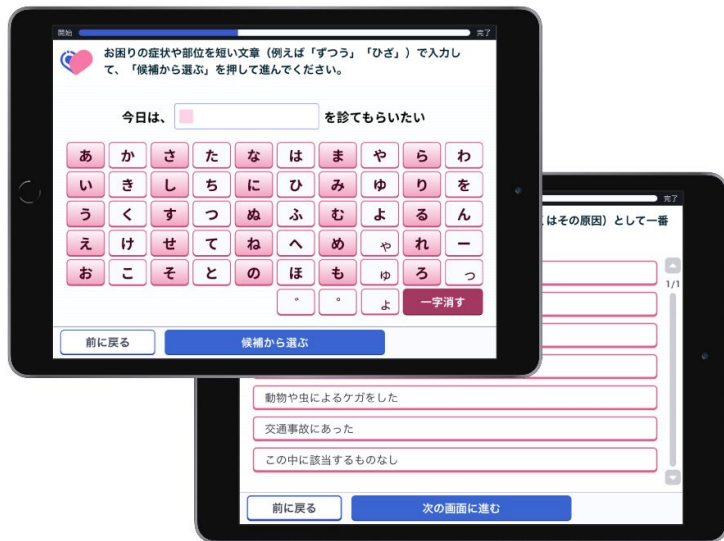 開始
完了
お困りの症状や部位を短い文章（例えば「ずつう」「ひざ」）で入力し
て、「候補から選ぶ」を押して進んでください。
今日は、 を診てもらいたい
あ か さ た な は ま や ら わ
い き し ち に ひ み ゆ り を
う く す つ ぬ ふ む よ る ん
え け せ て ね へ め ゃ れ ー
お こ そ と の ほ も ゅ ろ っ
゛ ゜ ょ 一字消す
前に戻る
候補から選ぶ
完了
はその原因）として一番
1/1
動物や虫によるケガをした
交通事故にあった
この中に該当するものなし
前に戻る
次の画面に進む